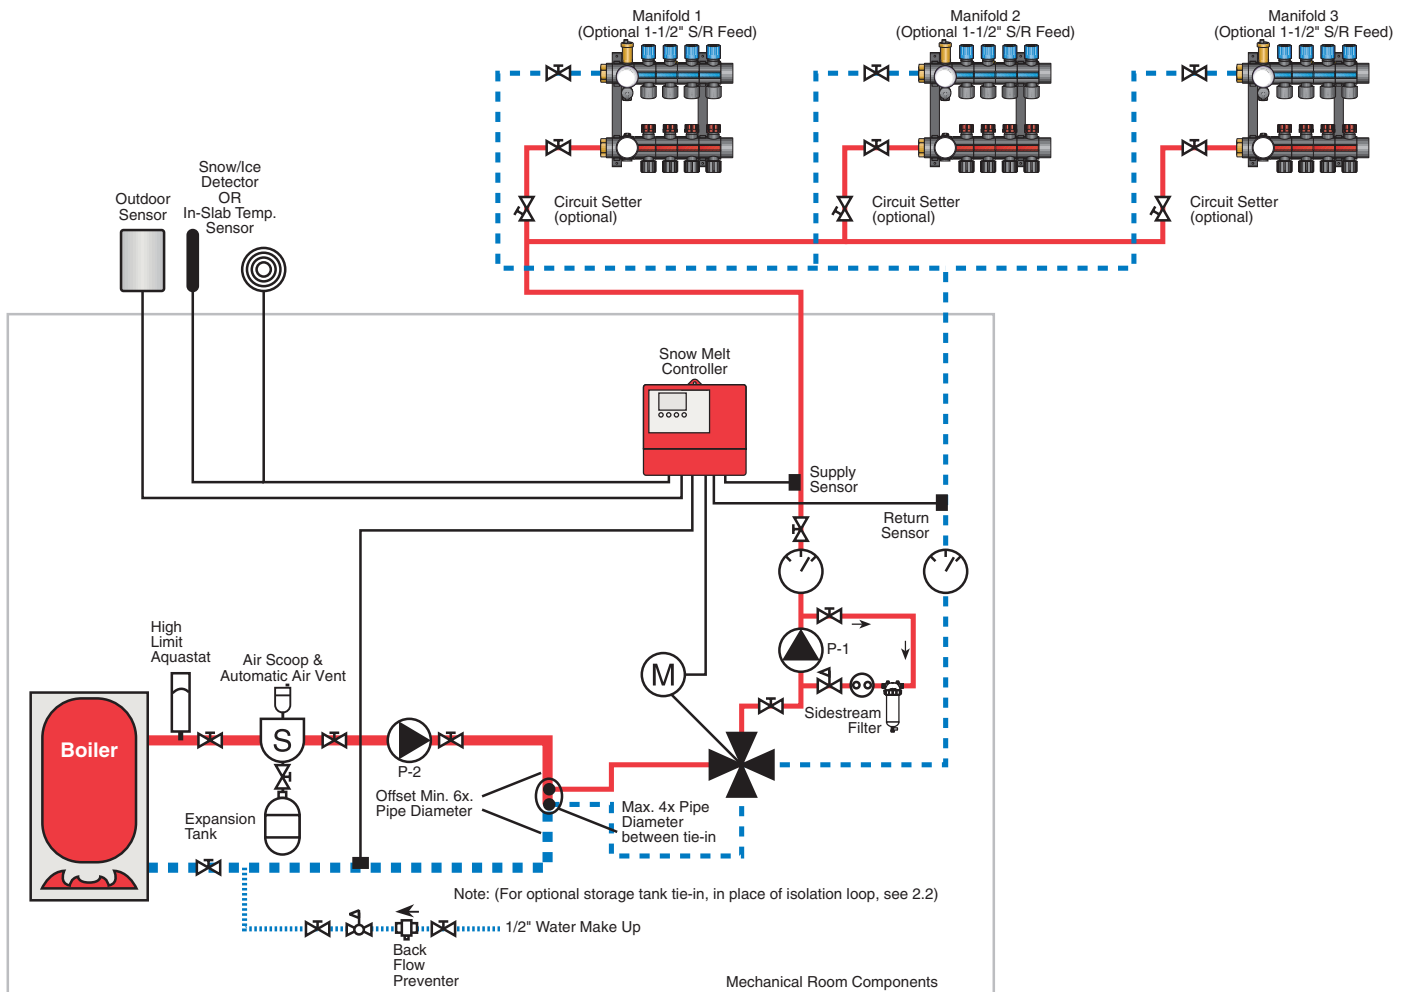 Manifold 1
(Optional 1-1/2" S/R Feed)
Manifold 2
(Optional 1-1/2" S/R Feed)
Manifold 3
(Optional 1-1/2" S/R Feed)
Circuit Setter
(optional)
Circuit Setter
(optional)
Circuit Setter
(optional)
Outdoor
Sensor
Snow/Ice
Detector
OR
In-Slab Temp.
Sensor
Snow Melt
Controller
Supply
Sensor
Return
Sensor
High
Limit
Aquastat
Air Scoop &
Automatic Air Vent
M
P-1
Sidestream
Filter
Boiler
S
P-2
Offset Min. 6x.
Pipe Diameter
Max. 4x Pipe
Diameter
between tie-in
Expansion
Tank
Note: (For optional storage tank tie-in, in place of isolation loop, see 2.2)
1/2" Water Make Up
Back
Flow
Preventer
Mechanical Room Components